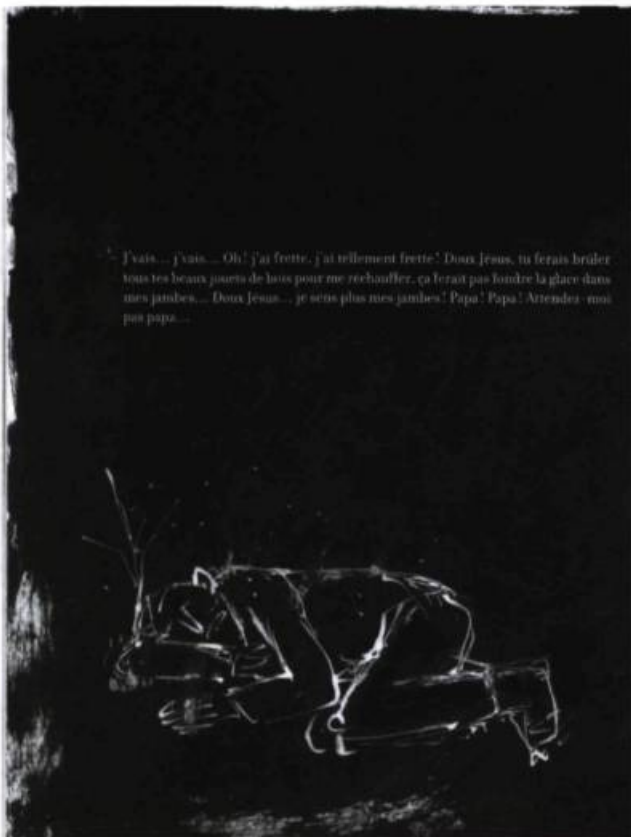 J'vais… j'vais… Oh! j'ai frette, j'ai tellement frette! Doux Jésus, tu ferais brûler
tous tes beaux jouets de bois pour me réchauffer, ça ferait pas fondre la glace dans
mes jambes… Doux Jésus… je sens plus mes jambes! Papa! Papa! Attendez-moi
pas papa…